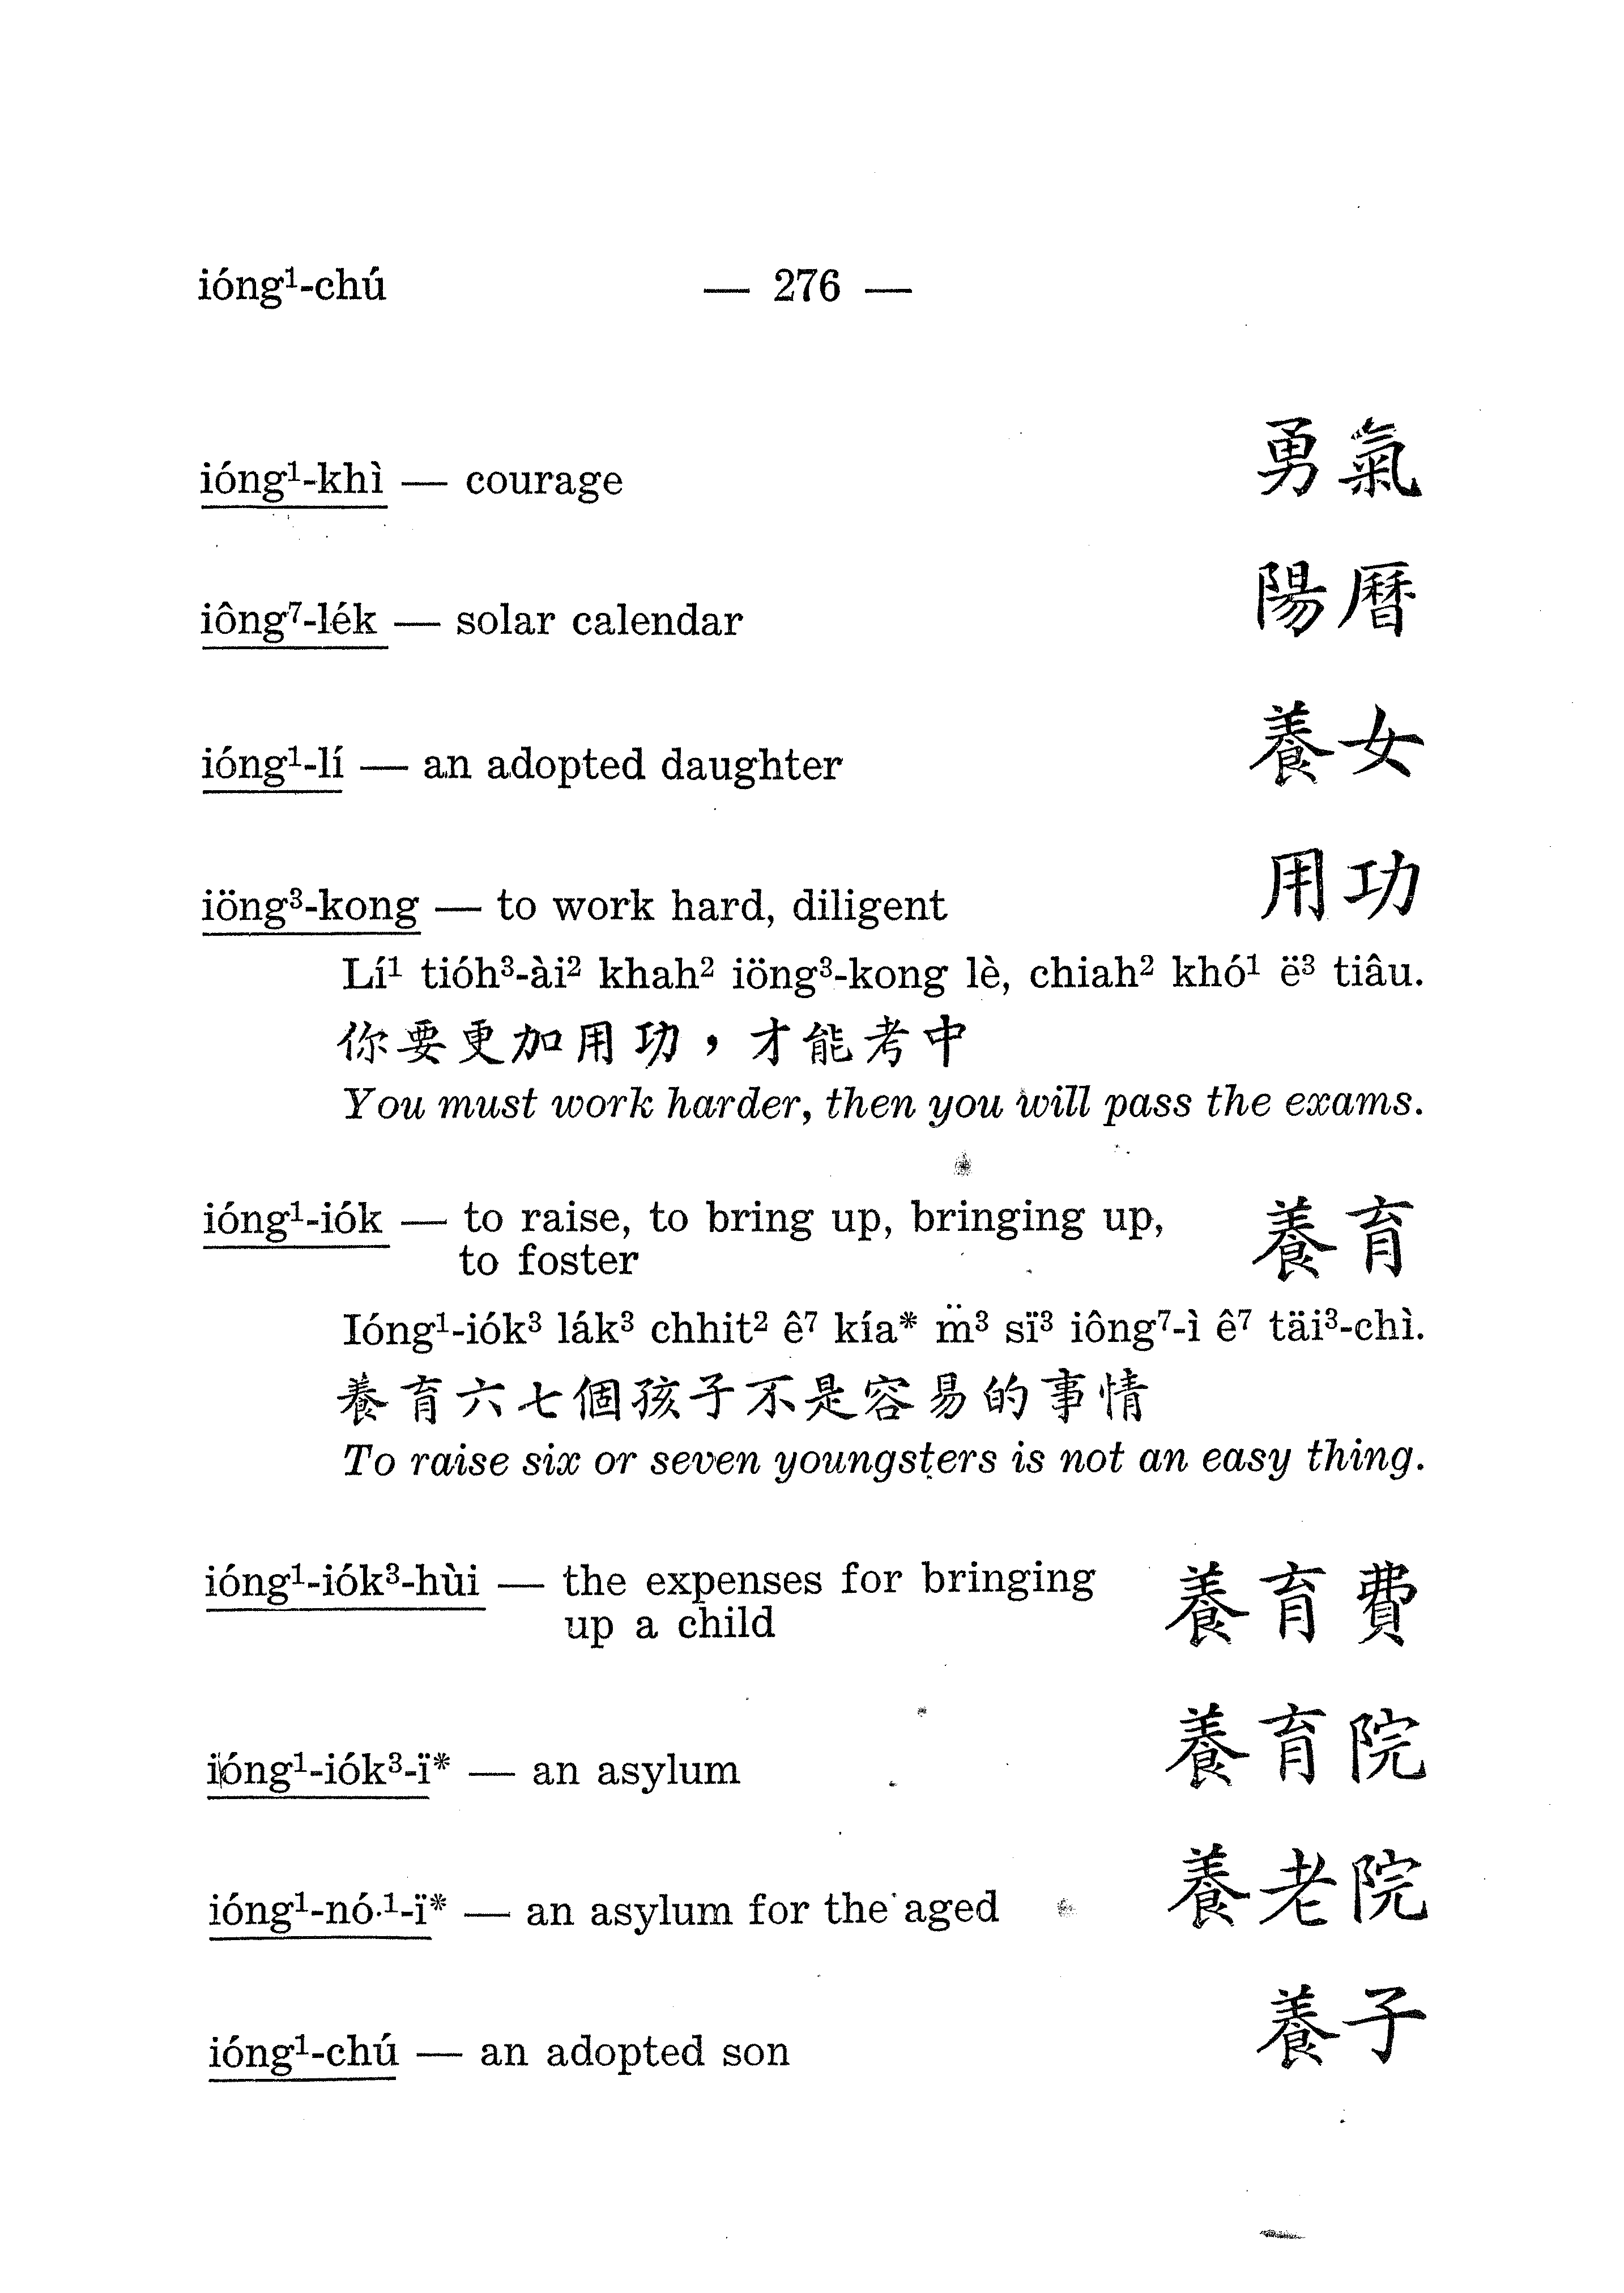 ióng¹-chú — 276 —
ióng¹-khì — courage 勇氣
iông⁷-lék — solar calendar 陽曆
ióng¹-lí — an adopted daughter 養女
iöng³-kong — to work hard, diligent 用功
Lí¹ tióh³-ài² khah² iöng³-kong lè, chiah² khó¹ ë³ tiâu.
你要更加用功，才能考中
You must work harder, then you will pass the exams.
ióng¹-iók — to raise, to bring up, bringing up, 養育
to foster
Ióng¹-iók³ lák³ chhit² ê⁷ kía* m̈³ sï³ iông⁷-ì ê⁷ täi³-chì.
養育六七個孩子不是容易的事情
To raise six or seven youngsters is not an easy thing.
ióng¹-iók³-hùi — the expenses for bringing 養育費
up a child
ióng¹-iók³-ï* — an asylum 養育院
ióng¹-nó·¹-ï* — an asylum for the aged 養老院
ióng¹-chú — an adopted son 養子